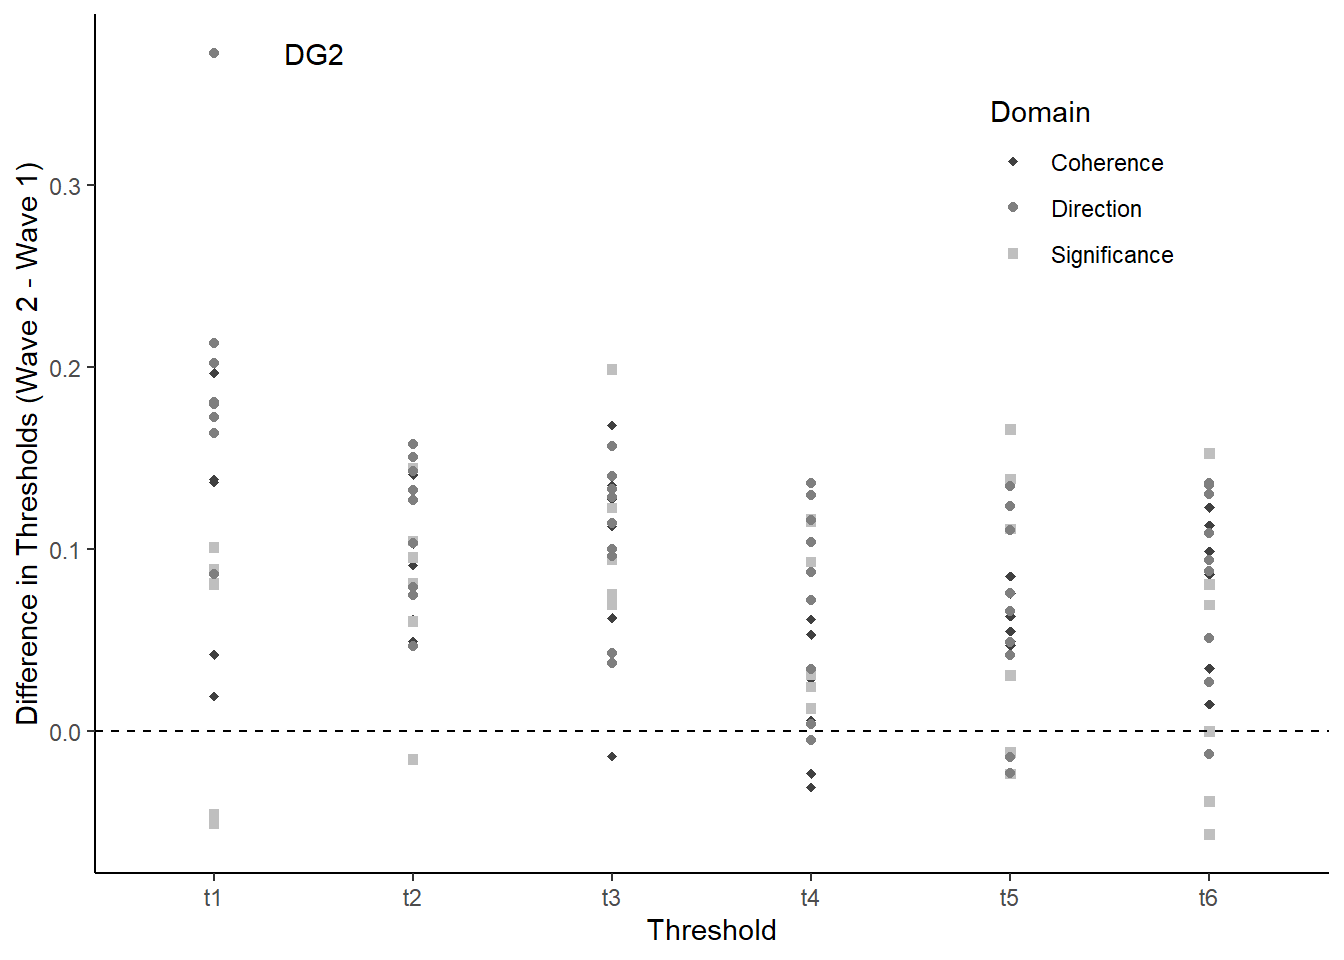 DG2
Domain
Coherence
Direction
Significance
Difference in Thresholds (Wave 2 - Wave 1)
0.3
0.2
0.1
0.0
t1 t2 t3 t4 t5 t6
Threshold